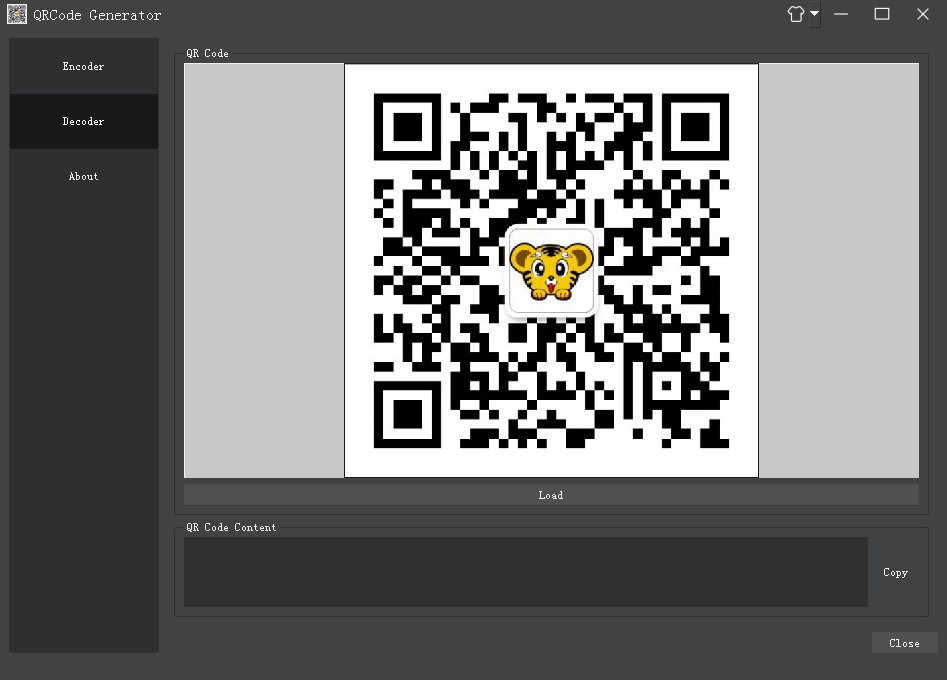 QRCode Generator
Encoder
Decoder
About
QR Code
Load
QR Code Content
Copy
Close